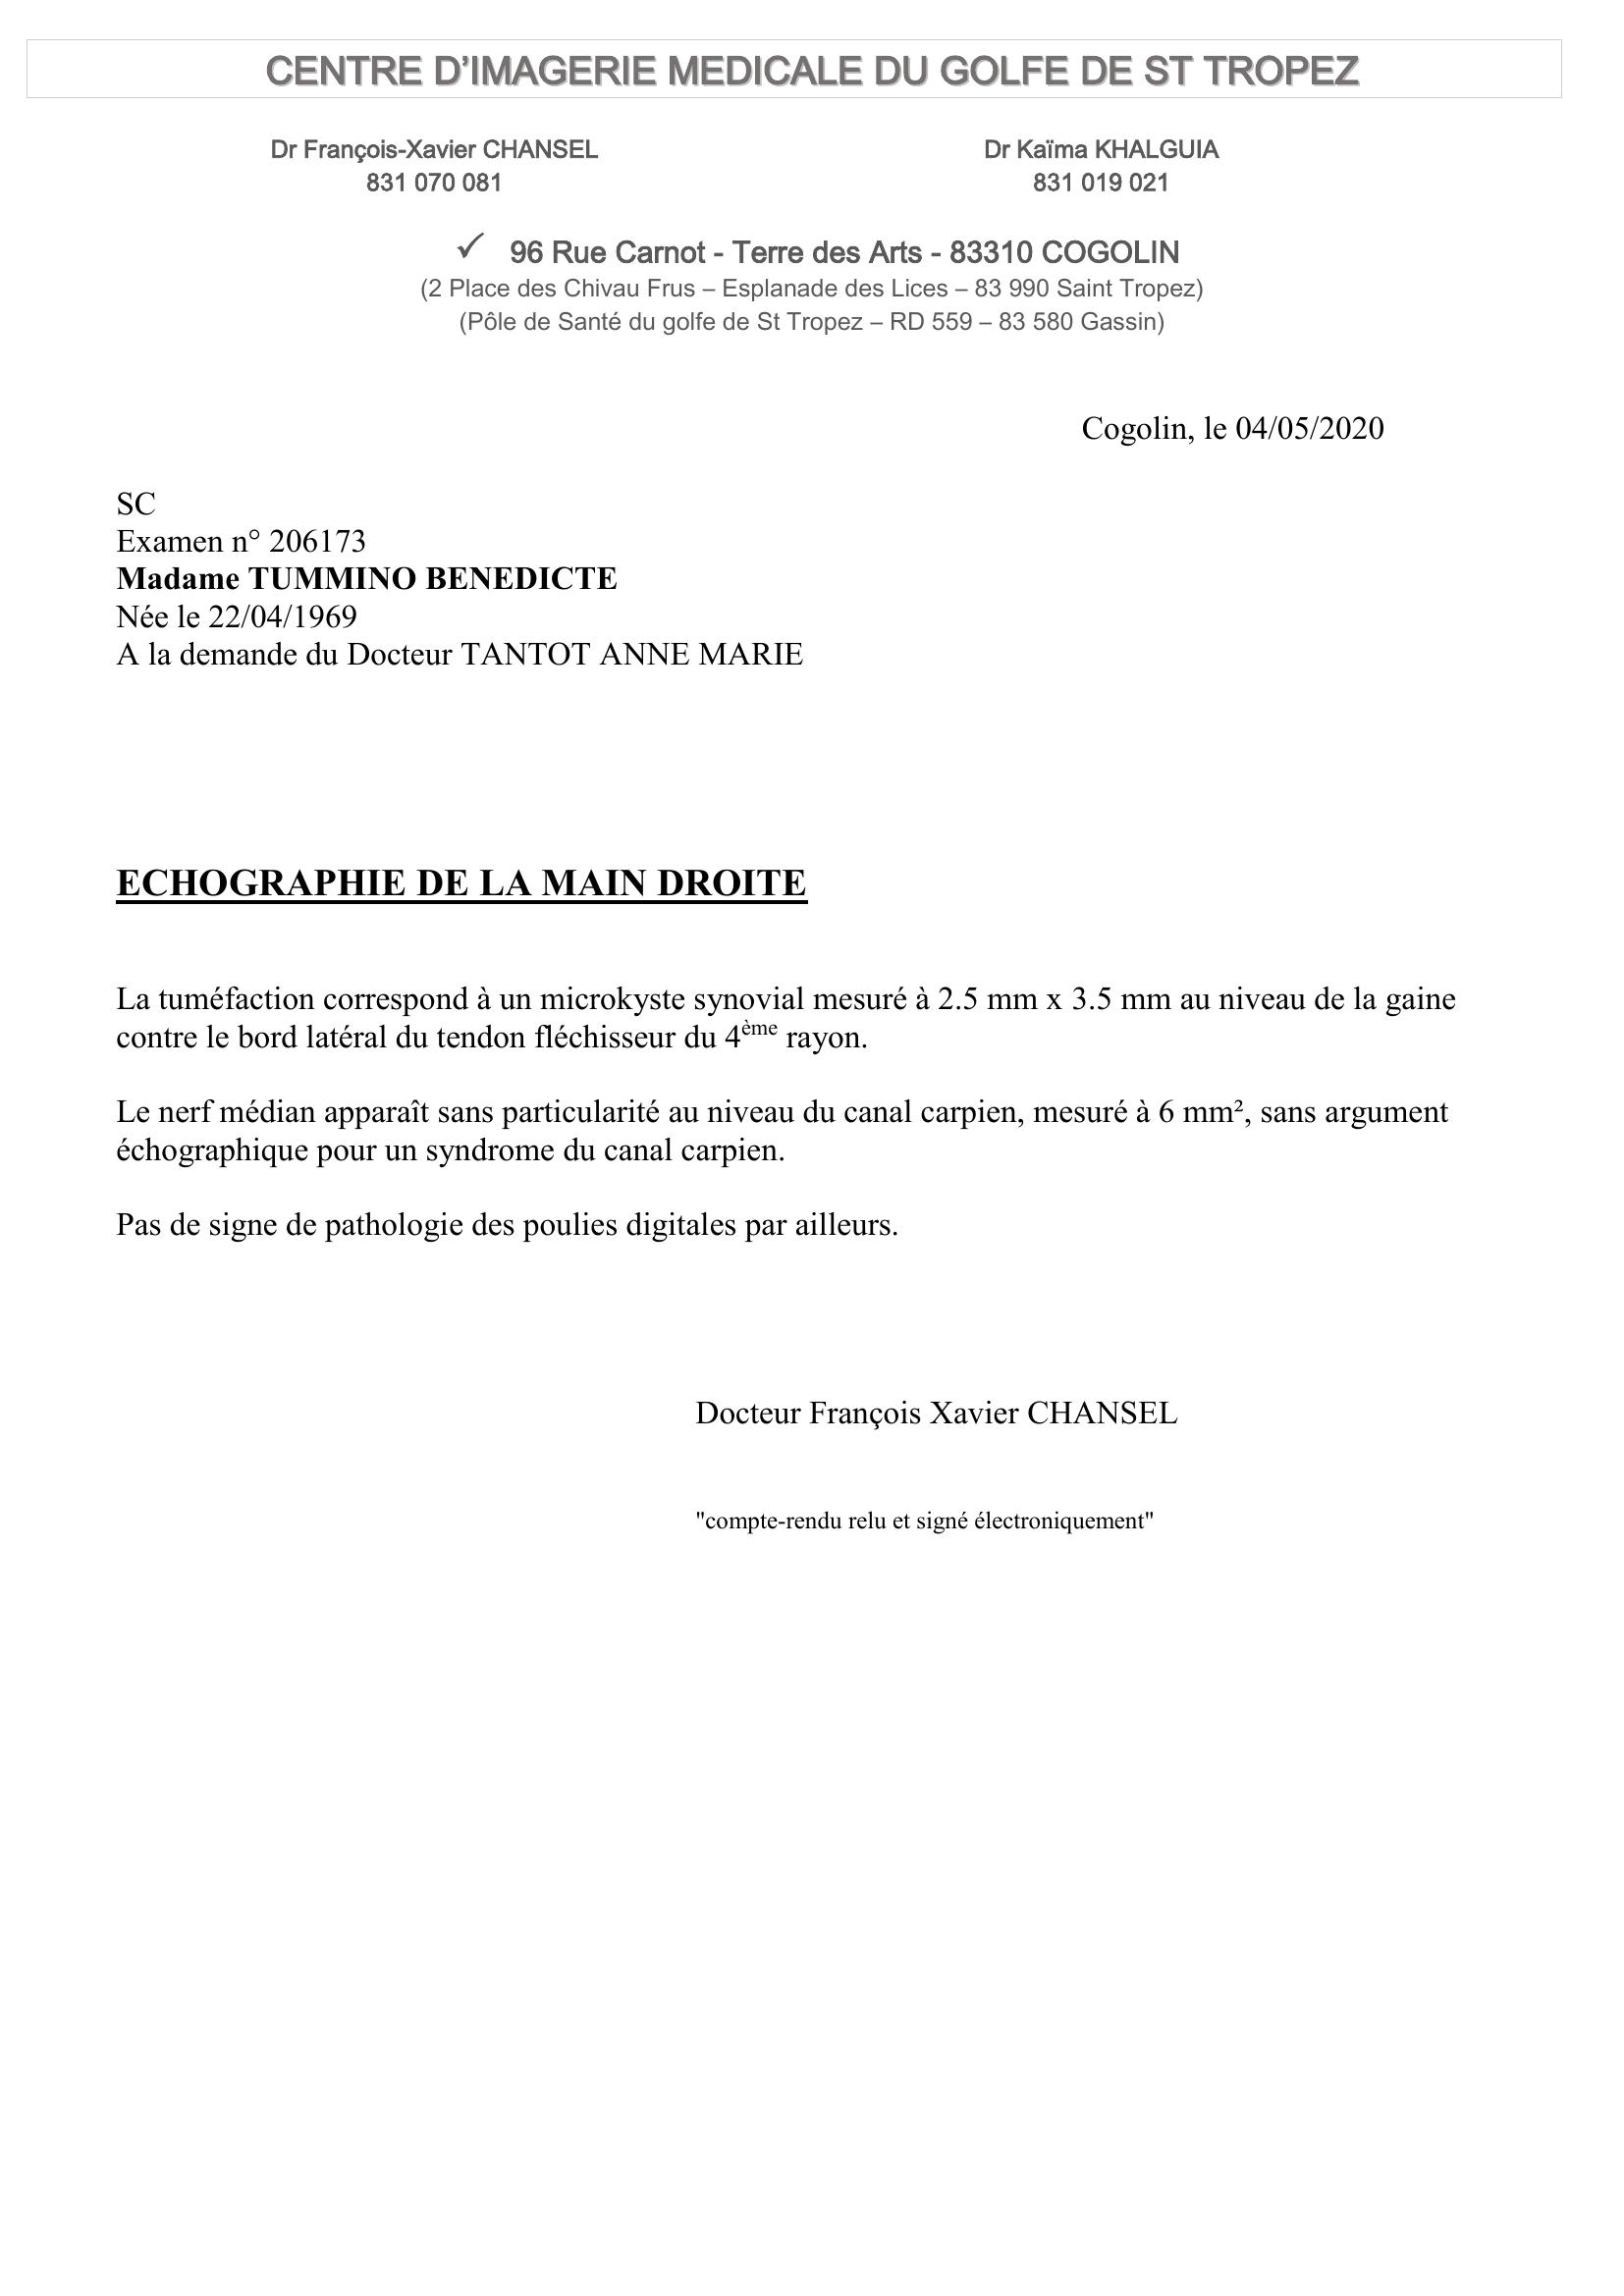 CENTRE D’IMAGERIE MEDICALE DU GOLFE DE ST TROPEZ
Dr François-Xavier CHANSEL
831 070 081
Dr Kaïma KHALGUIA
831 019 021
✓ 96 Rue Carnot - Terre des Arts - 83310 COGOLIN
(2 Place des Chivau Frus – Esplanade des Lices – 83 990 Saint Tropez)
(Pôle de Santé du golfe de St Tropez – RD 559 – 83 580 Gassin)
Cogolin, le 04/05/2020
SC
Examen n° 206173
Madame TUMMINO BENEDICTE
Née le 22/04/1969
A la demande du Docteur TANTOT ANNE MARIE
ECHOGRAPHIE DE LA MAIN DROITE
La tuméfaction correspond à un microkyste synovial mesuré à 2.5 mm x 3.5 mm au niveau de la gaine
contre le bord latéral du tendon fléchisseur du 4ème rayon.
Le nerf médian apparaît sans particularité au niveau du canal carpien, mesuré à 6 mm², sans argument
échographique pour un syndrome du canal carpien.
Pas de signe de pathologie des poulies digitales par ailleurs.
Docteur François Xavier CHANSEL
"compte-rendu relu et signé électroniquement"